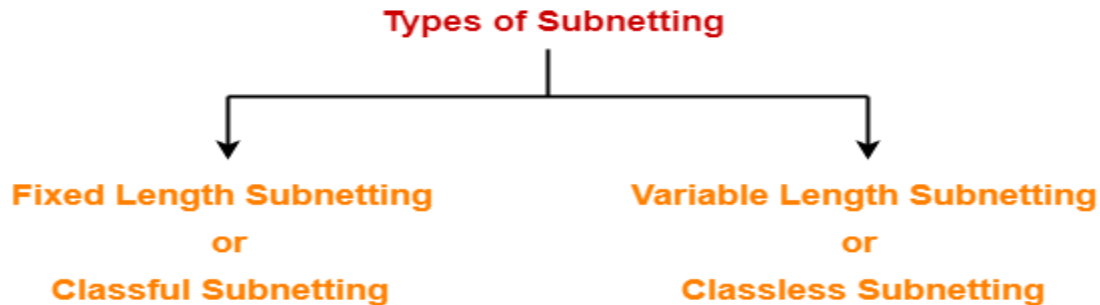 Types of Subnetting
Fixed Length Subnetting
or
Classful Subnetting
Variable Length Subnetting
or
Classless Subnetting